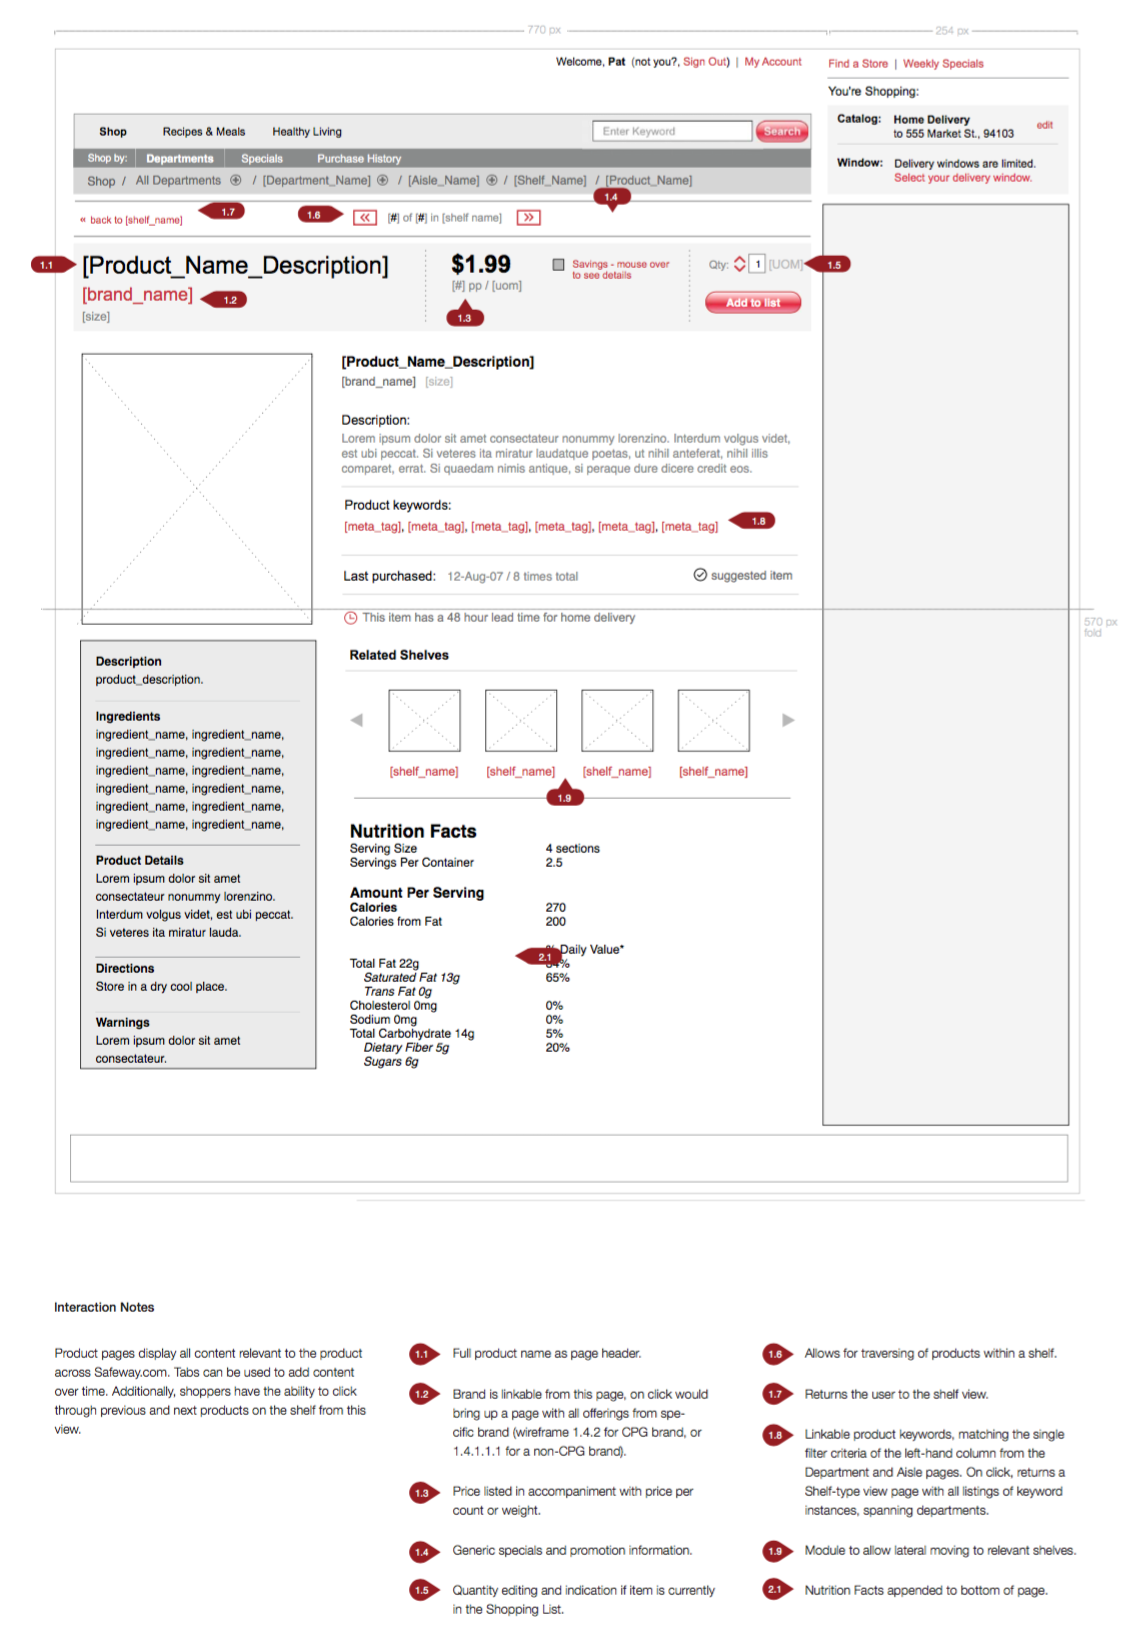 770 px
254 px
Welcome, Pat (not you?, Sign Out) | My Account
Find a Store | Weekly Specials
You're Shopping:
Catalog: Home Delivery
to 555 Market St., 94103
edit
Window: Delivery windows are limited.
Select your delivery window.
Shop Recipes & Meals Healthy Living
Enter Keyword Search
Shop by: Departments Specials Purchase History
Shop / All Departments / [Department_Name] / [Aisle_Name] / [Shelf_Name] / [Product_Name]
1.4
« back to [shelf_name] 1.7
1.6 « [#] of [#] in [shelf name] »
1.1 [Product_Name_Description]
[brand_name] 1.2
[size]
$1.99
[#] pp / [uom]
1.3
Savings - mouse over
to see details
Qty: 1 [UOM] 1.5
Add to list
[Product_Name_Description]
[brand_name] [size]
Description:
Lorem ipsum dolor sit amet consectateur nonummy lorenzino. Interdum volgus videt,
est ubi peccat. Si veteres ita miratur laudatque poetas, ut nihil anteferat, nihil illis
comparet, errat. Si quaedam nimis antique, si peraque dure dicere credit eos.
Product keywords:
[meta_tag], [meta_tag], [meta_tag], [meta_tag], [meta_tag], [meta_tag] 1.8
Last purchased: 12-Aug-07 / 8 times total suggested item
This item has a 48 hour lead time for home delivery
570 px
fold
Description
product_description.
Ingredients
ingredient_name, ingredient_name,
ingredient_name, ingredient_name,
ingredient_name, ingredient_name,
ingredient_name, ingredient_name,
ingredient_name, ingredient_name,
ingredient_name, ingredient_name,
Product Details
Lorem ipsum dolor sit amet
consectateur nonummy lorenzino.
Interdum volgus videt, est ubi peccat.
Si veteres ita miratur lauda.
Directions
Store in a dry cool place.
Warnings
Lorem ipsum dolor sit amet
consectateur.
Related Shelves
[shelf_name] [shelf_name] [shelf_name] [shelf_name]
1.9
Nutrition Facts
Serving Size 4 sections
Servings Per Container 2.5
Amount Per Serving
Calories 270
Calories from Fat 200
Daily Value*
2.1
Total Fat 22g
Saturated Fat 13g 65%
Trans Fat 0g
Cholesterol 0mg 0%
Sodium 0mg 0%
Total Carbohydrate 14g 5%
Dietary Fiber 5g 20%
Sugars 6g
Interaction Notes
Product pages display all content relevant to the product
across Safeway.com. Tabs can be used to add content
over time. Additionally, shoppers have the ability to click
through previous and next products on the shelf from this
view.
1.1 Full product name as page header.
1.2 Brand is linkable from this page, on click would
bring up a page with all offerings from spe-
cific brand (wireframe 1.4.2 for CPG brand, or
1.4.1.1.1 for a non-CPG brand).
1.3 Price listed in accompaniment with price per
count or weight.
1.4 Generic specials and promotion information.
1.5 Quantity editing and indication if item is currently
in the Shopping List.
1.6 Allows for traversing of products within a shelf.
1.7 Returns the user to the shelf view.
1.8 Linkable product keywords, matching the single
filter criteria of the left-hand column from the
Department and Aisle pages. On click, returns a
Shelf-type view page with all listings of keyword
instances, spanning departments.
1.9 Module to allow lateral moving to relevant shelves.
2.1 Nutrition Facts appended to bottom of page.